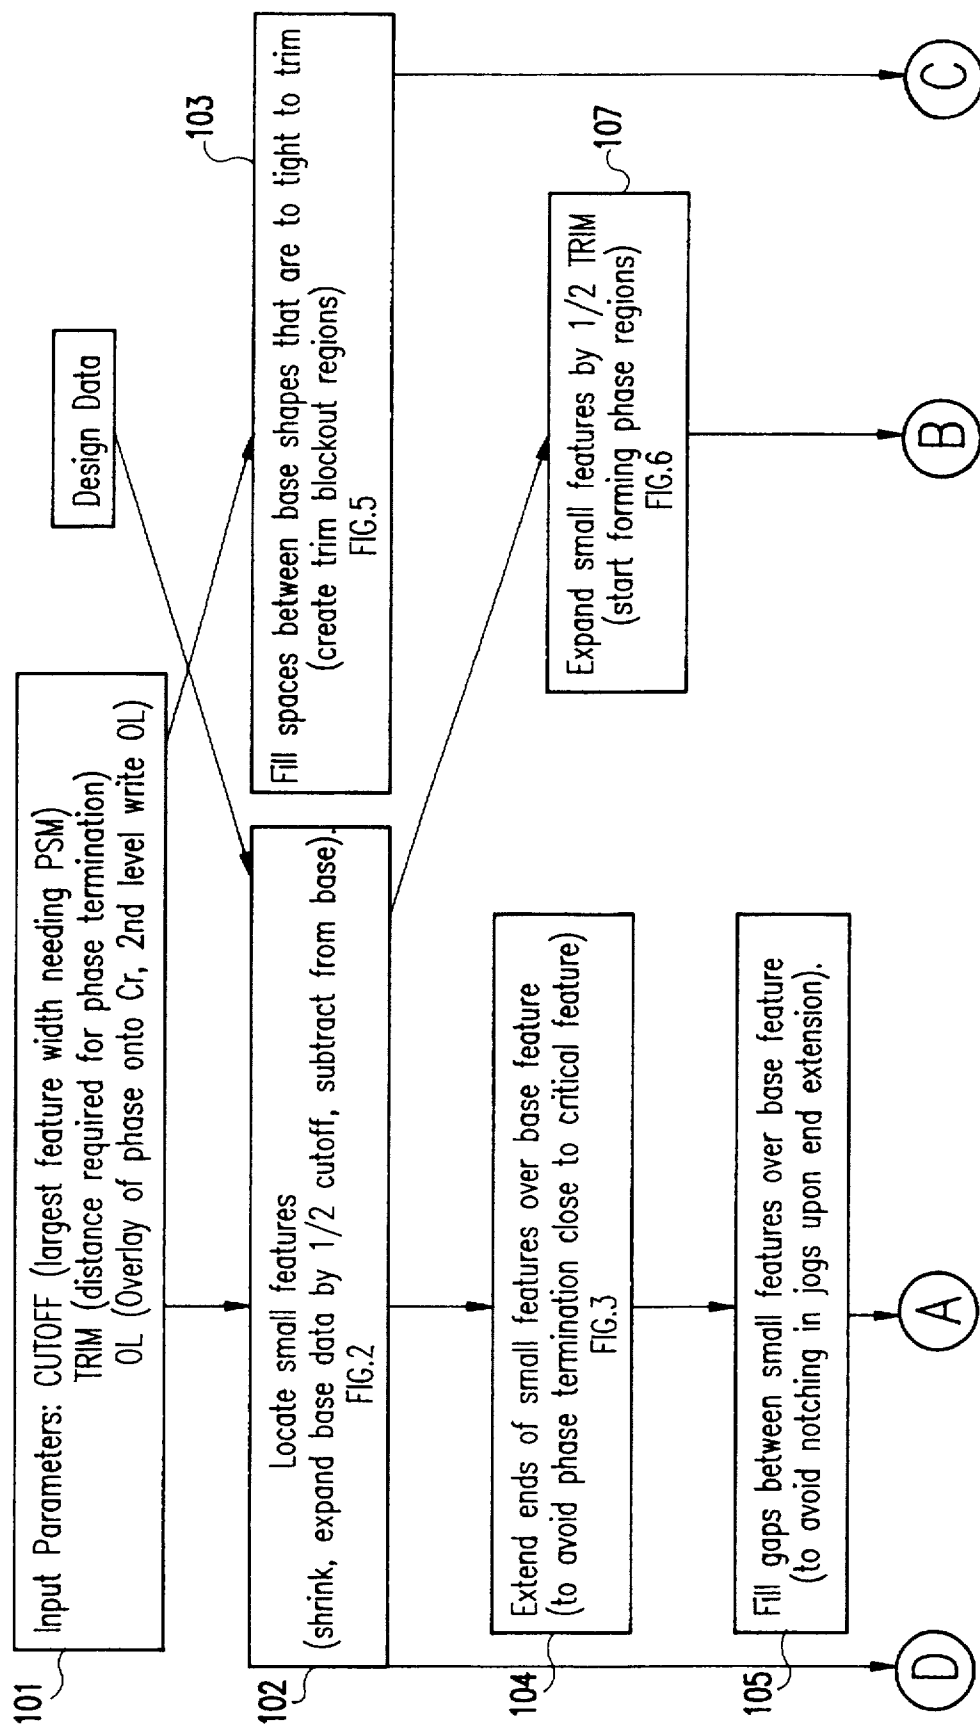 101
Input Parameters: CUTOFF (largest feature width needing PSM)
TRIM (distance required for phase termination)
OL (Overlay of phase onto Cr, 2nd level write OL)
Design Data
102
Locate small features
(shrink, expand base data by 1/2 cutoff, subtract from base).
FIG.2
103
Fill spaces between base shapes that are to tight to trim
(create trim blockout regions)
FIG.5
104
Extend ends of small features over base feature
(to avoid phase termination close to critical feature)
FIG.3
107
Expand small features by 1/2 TRIM
(start forming phase regions)
FIG.6
105
Fill gaps between small features over base feature
(to avoid notching in jogs upon end extension).
D
A
B
C